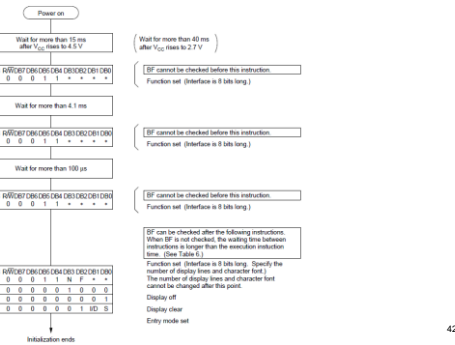 Power on
Wait for more than 15 ms
after VCC rises to 4.5 V
Wait for more than 40 ms
after VCC rises to 2.7 V
RS R/W DB7 DB6 DB5 DB4 DB3 DB2 DB1 DB0
0 0 0 0 1 1 * * * *
BF cannot be checked before this instruction.
Function set (Interface is 8 bits long.)
Wait for more than 4.1 ms
R/W DB7 DB6 DB5 DB4 DB3 DB2 DB1 DB0
0 0 0 1 1 * * * *
BF cannot be checked before this instruction.
Function set (Interface is 8 bits long.)
Wait for more than 100 µs
R/W DB7 DB6 DB5 DB4 DB3 DB2 DB1 DB0
0 0 0 1 1 * * * *
BF cannot be checked before this instruction.
Function set (Interface is 8 bits long.)
BF can be checked after the following instructions.
When BF is not checked, the waiting time between
instructions is longer than the execution instuction
time. (See Table 6.)
R/W DB7 DB6 DB5 DB4 DB3 DB2 DB1 DB0
0 0 0 1 1 N F * *
0 0 0 0 0 1 0 0 0
0 0 0 0 0 0 0 0 1
0 0 0 0 0 0 1 I/D S
Function set (Interface is 8 bits long. Specify the
number of display lines and character font.)
The number of display lines and character font
cannot be changed after this point.
Display off
Display clear
Entry mode set
Initialization ends
42